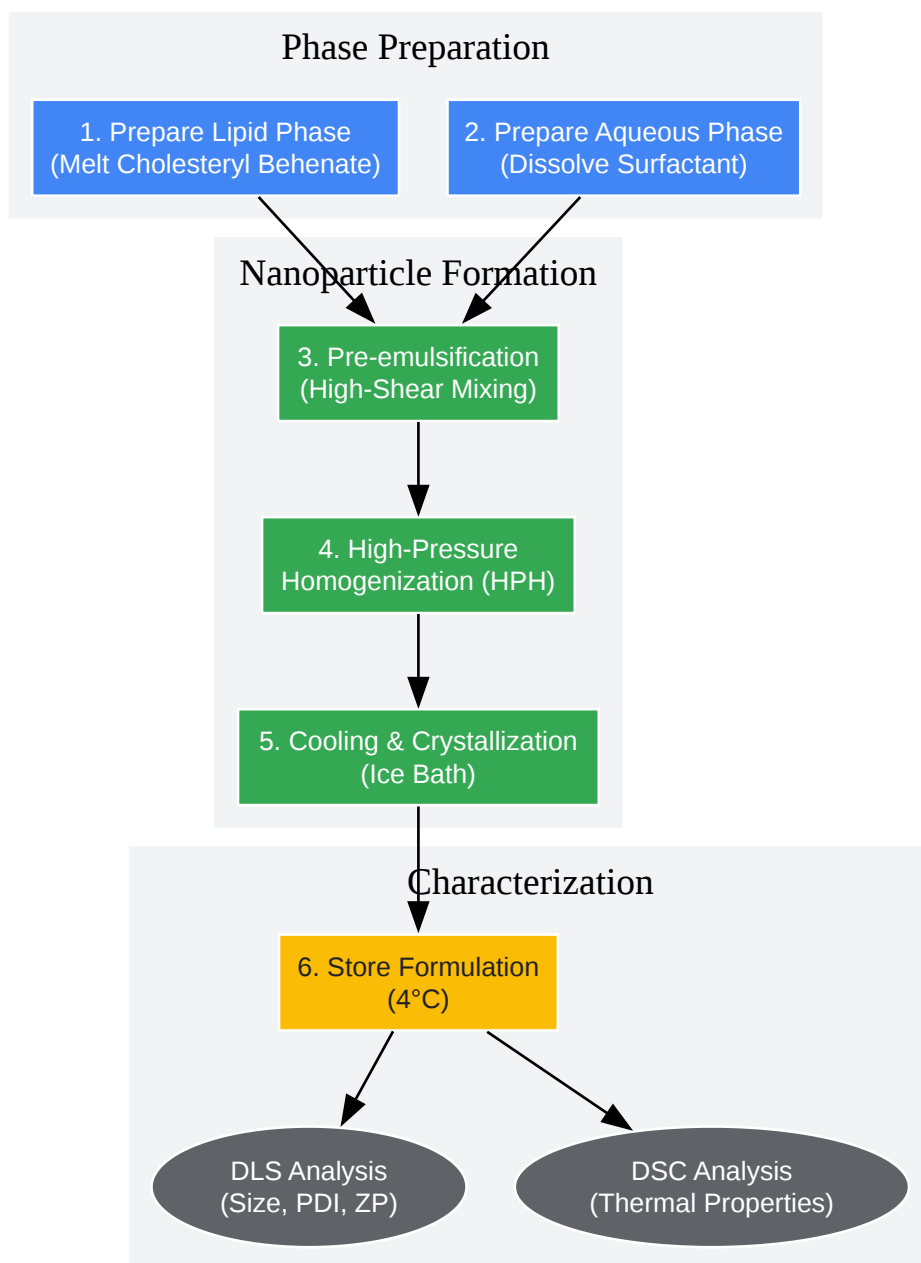 Phase Preparation
1. Prepare Lipid Phase
(Melt Cholesteryl Behenate)
2. Prepare Aqueous Phase
(Dissolve Surfactant)
Nanoparticle Formation
3. Pre-emulsification
(High-Shear Mixing)
4. High-Pressure
Homogenization (HPH)
5. Cooling & Crystallization
(Ice Bath)
Characterization
6. Store Formulation
(4°C)
DLS Analysis
(Size, PDI, ZP)
DSC Analysis
(Thermal Properties)